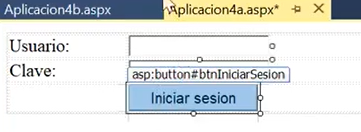 Aplicacion4b.aspx Aplicacion4a.aspx*
Usuario:
Clave:
asp:button#btnIniciarSesion
Iniciar sesion